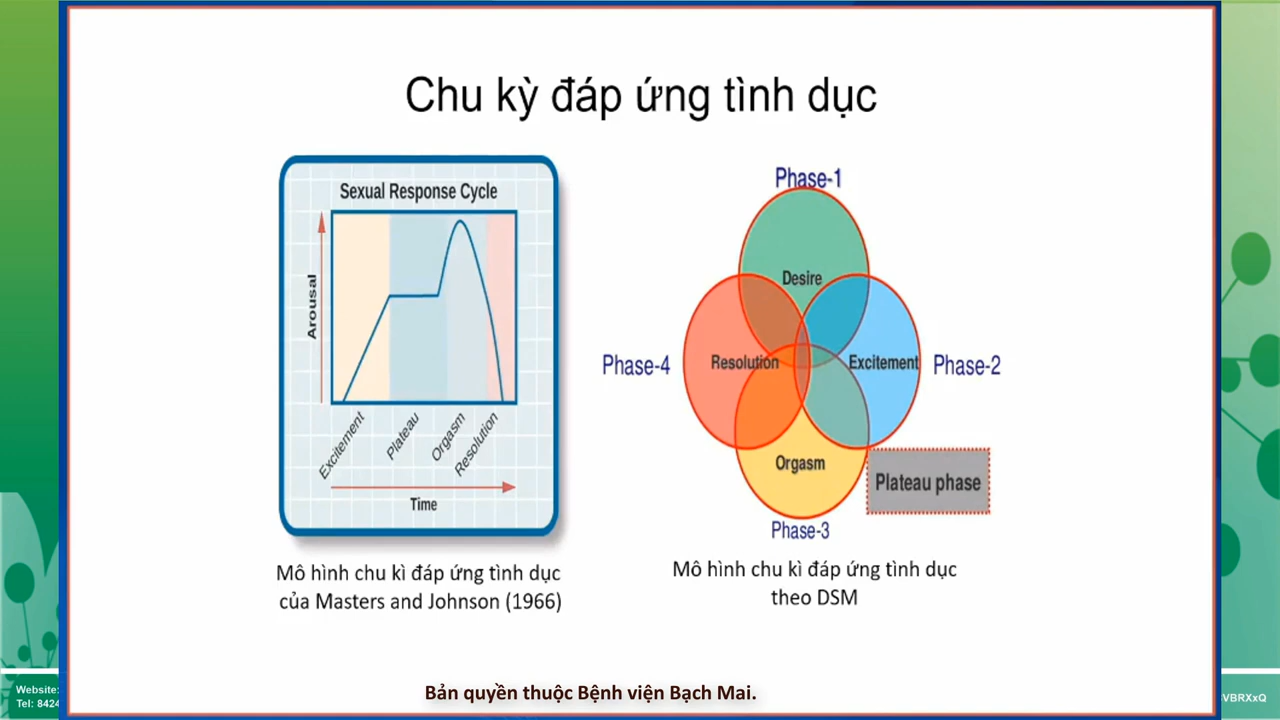 Chu kỳ đáp ứng tình dục
Sexual Response Cycle
Arousal
Excitement
Plateau
Orgasm
Resolution
Time
Mô hình chu kì đáp ứng tình dục
của Masters and Johnson (1966)
Phase-1
Desire
Phase-4
Resolution
Excitement
Phase-2
Orgasm
Plateau phase
Phase-3
Mô hình chu kì đáp ứng tình dục
theo DSM
Bản quyền thuộc Bệnh viện Bạch Mai.
Website:
Tel: 8424
VBRXxQ